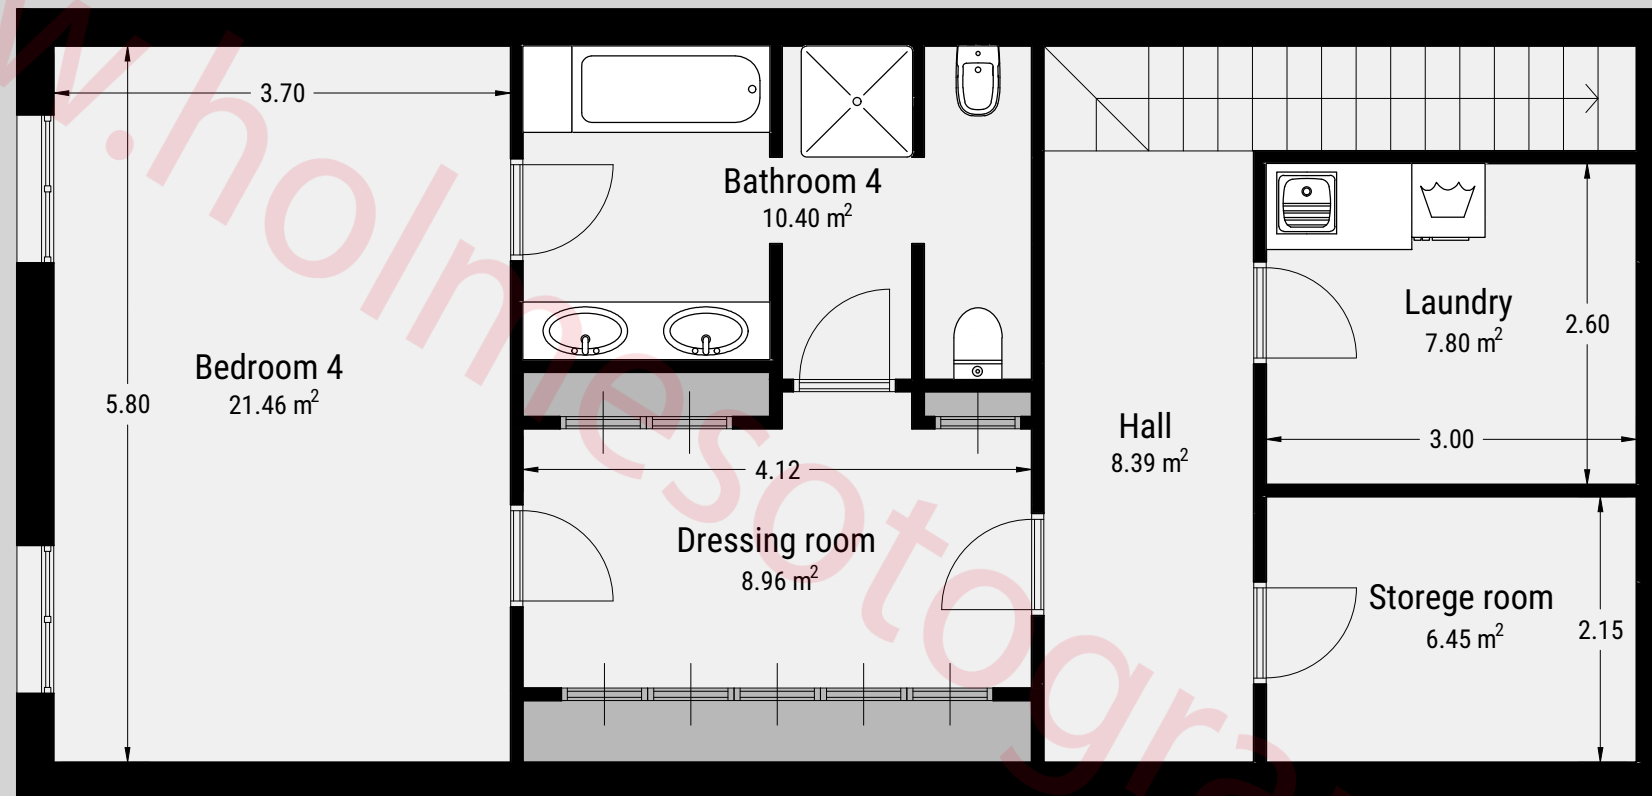 3.70
Bathroom 4
10.40 m²
Bedroom 4
21.46 m²
5.80
Laundry
7.80 m²
2.60
Hall
8.39 m²
3.00
4.12
Dressing room
8.96 m²
Storege room
6.45 m²
2.15
w.holmesotogra